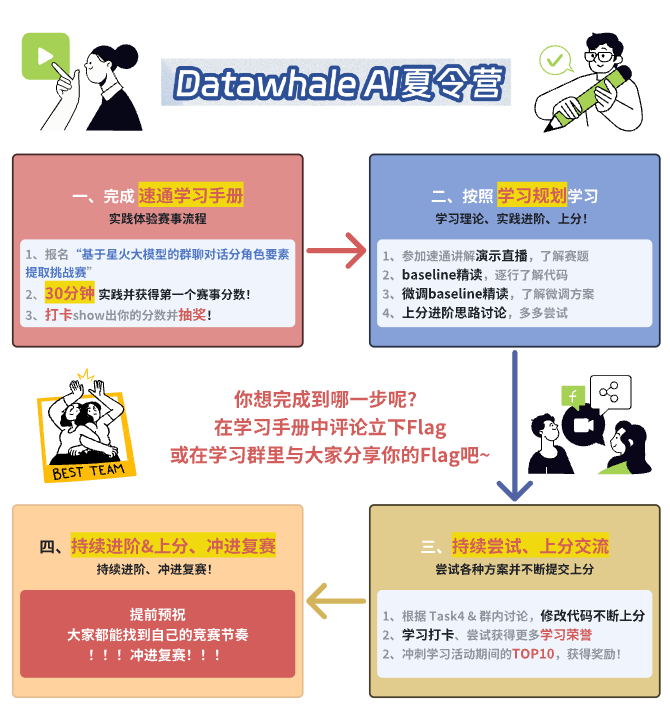 Datawhale AI夏令营
一、完成 速通学习手册
实践体验赛事流程
1、报名“基于星火大模型的群聊对话分角色要素
提取挑战赛”
2、30分钟 实践并获得第一个赛事分数！
3、打卡show出你的分数并抽奖！
二、按照 学习规划学习
学习理论、实践进阶、上分！
1、参加速通讲解演示直播，了解赛题
2、baseline精读，逐行了解代码
3、微调baseline精读，了解微调方案
4、上分进阶思路讨论，多多尝试
你想完成到哪一步呢？
在学习手册中评论立下Flag
或在学习群里与大家分享你的Flag吧~
BEST TEAM
f
四、持续进阶&上分、冲进复赛
持续进阶、冲进复赛！
提前预祝
大家都能找到自己的竞赛节奏
！！！冲进复赛！！！
三、持续尝试、上分交流
尝试各种方案并不断提交上分
1、根据 Task4 & 群内讨论，修改代码不断上分
2、学习打卡、尝试获得更多学习荣誉
2、冲刺学习活动期间的TOP10，获得奖励！